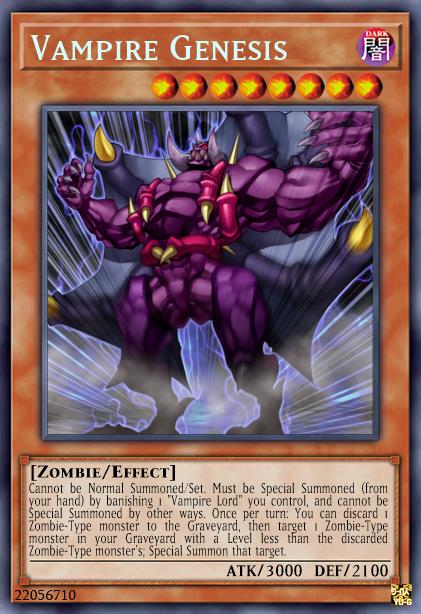 VAMPIRE GENESIS
DARK
闇
[ZOMBIE/EFFECT]
Cannot be Normal Summoned/Set. Must be Special Summoned (from
your hand) by banishing 1 "Vampire Lord" you control, and cannot be
Special Summoned by other ways. Once per turn: You can discard 1
Zombie-Type monster to the Graveyard, then target 1 Zombie-Type
monster in your Graveyard with a Level less than the discarded
Zombie-Type monster's; Special Summon that target.
ATK/3000 DEF/2100
22056710